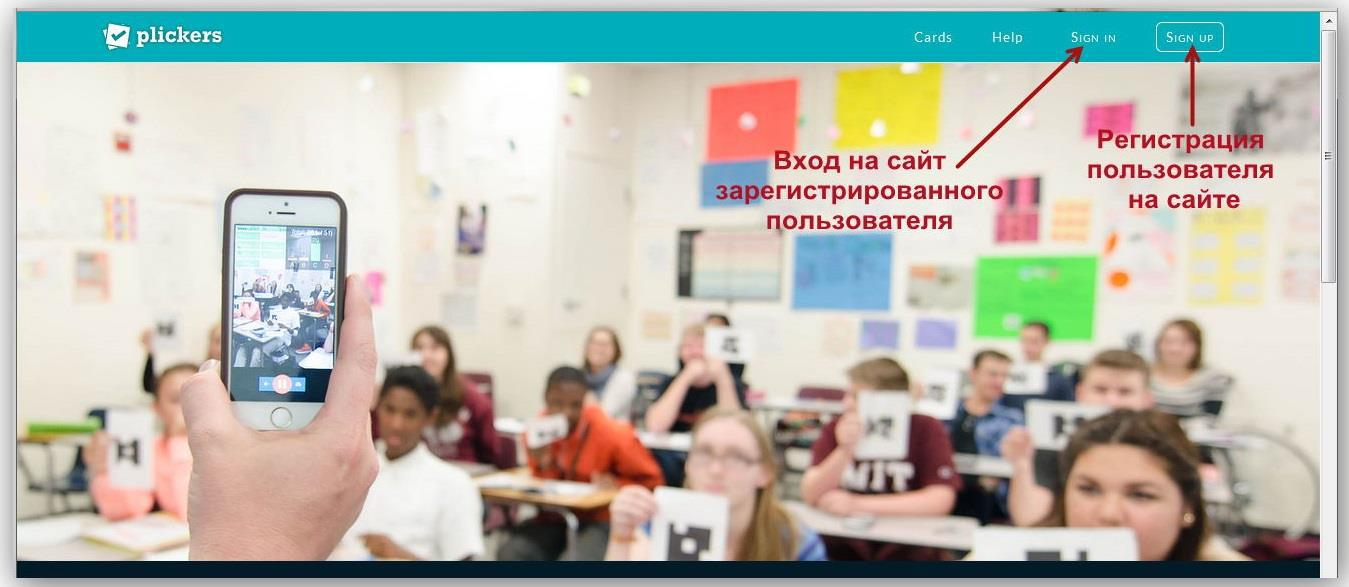 plickers
Cards Help SIGN IN SIGN UP
Вход на сайт
зарегистрированного
пользователя
Регистрация
пользователя
на сайте
MIT